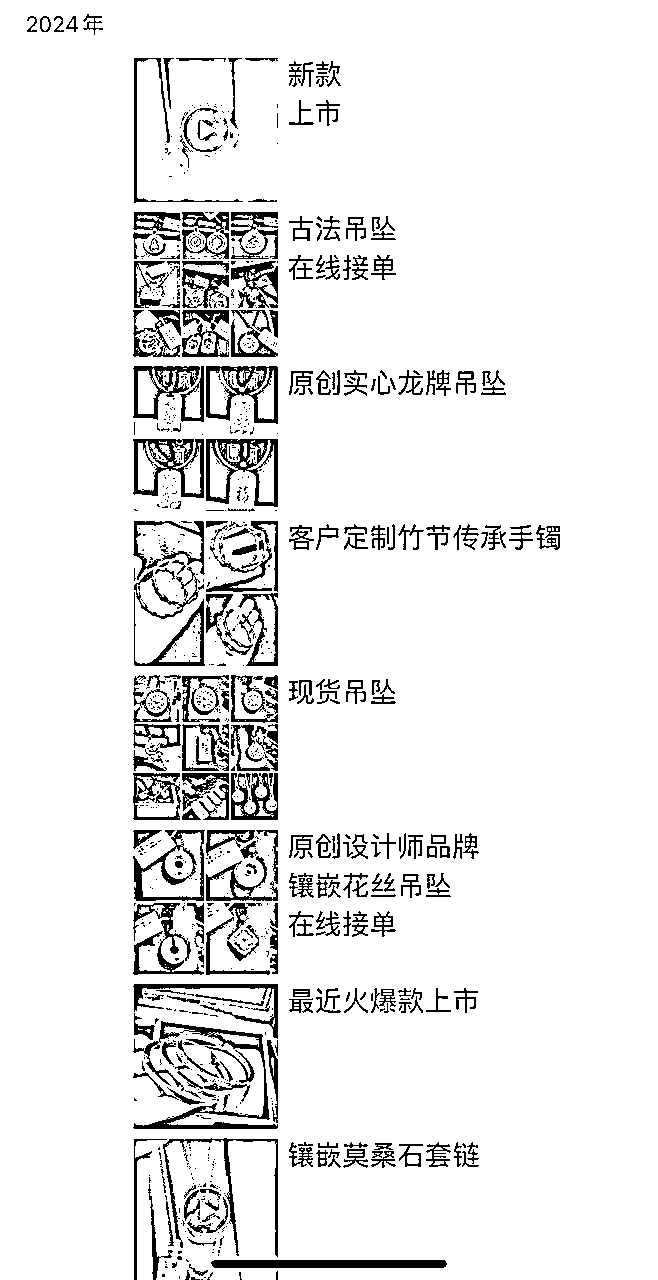 2024年
新款
上市
古法吊坠
在线接单
原创实心龙牌吊坠
客户定制竹节传承手镯
现货吊坠
原创设计师品牌
镶嵌花丝吊坠
在线接单
最近火爆款上市
镶嵌莫桑石套链